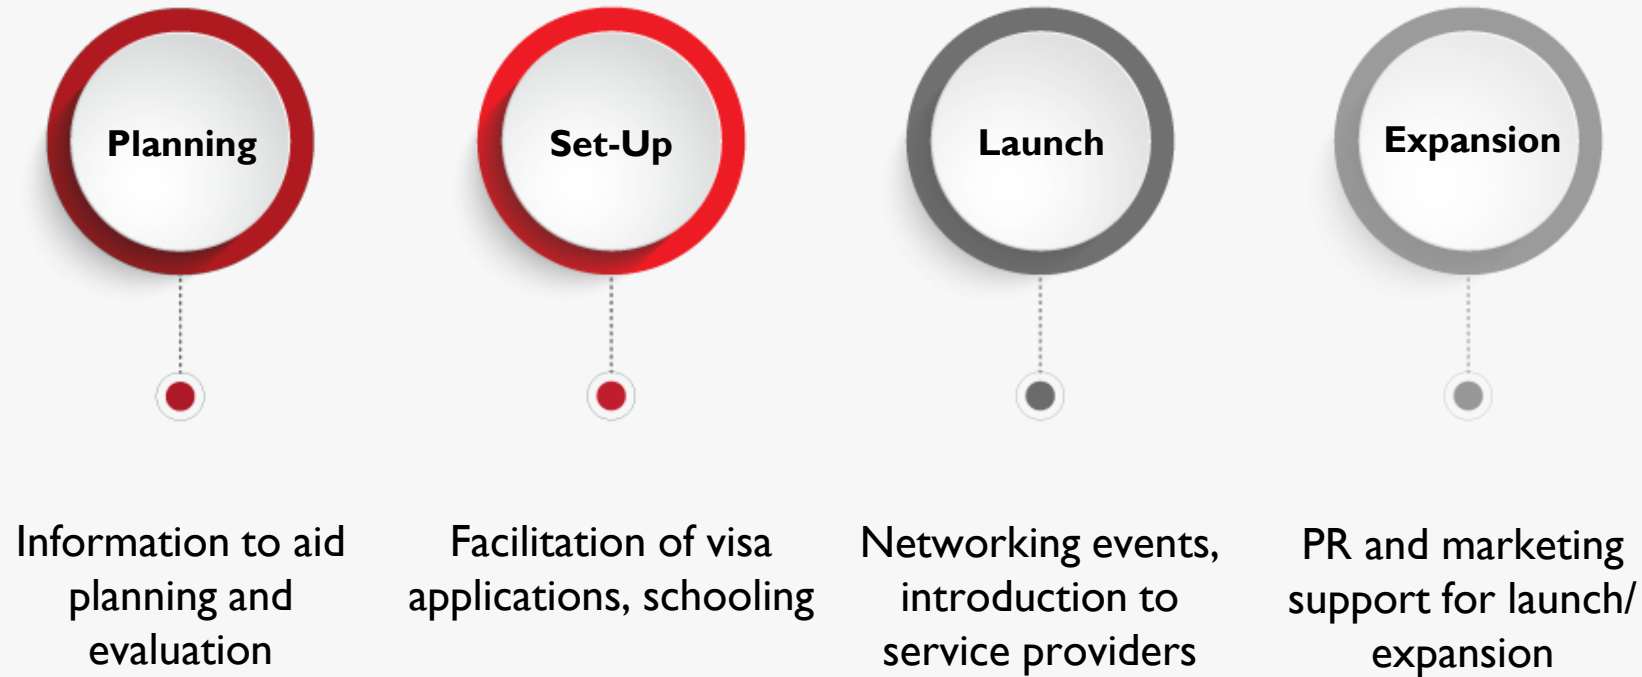 Planning
Set-Up
Launch
Expansion
Information to aid
planning and
evaluation
Facilitation of visa
applications, schooling
Networking events,
introduction to
service providers
PR and marketing
support for launch/
expansion